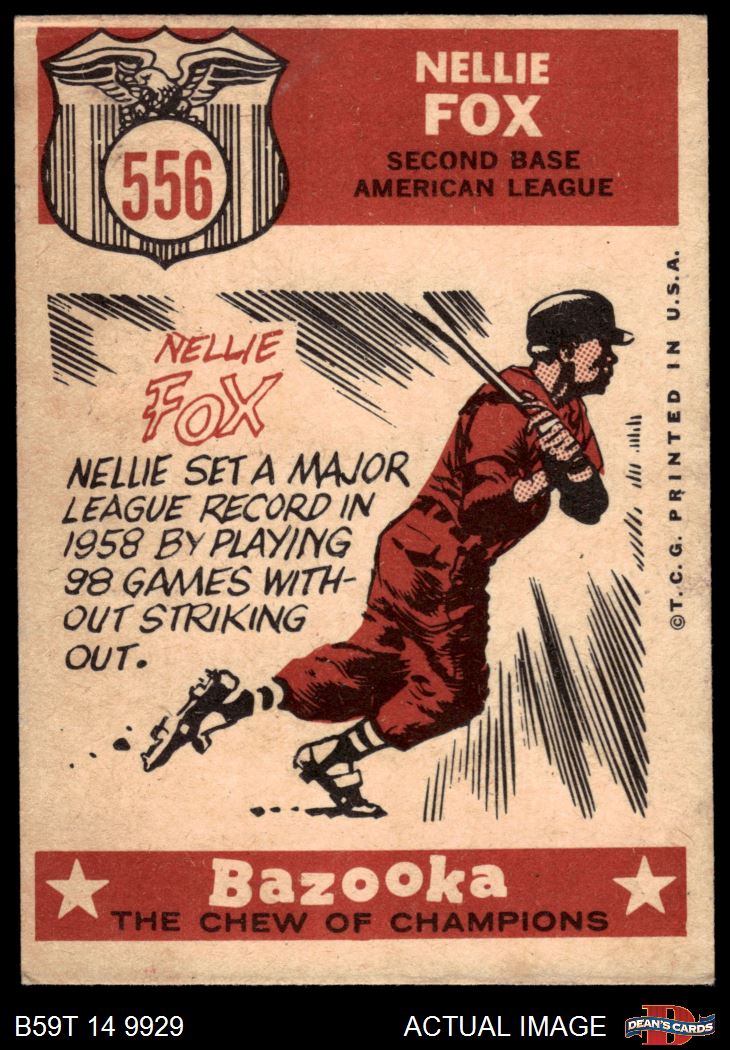 556
NELLIE
FOX
SECOND BASE
AMERICAN LEAGUE
NELLIE
FOX
NELLIE SET A MAJOR
LEAGUE RECORD IN
1958 BY PLAYING
98 GAMES WITH-
OUT STRIKING
OUT.
©T.C.G. PRINTED IN U.S.A.
Bazooka
THE CHEW OF CHAMPIONS
B59T 14 9929
ACTUAL IMAGE
D
DEAN'S CARDS